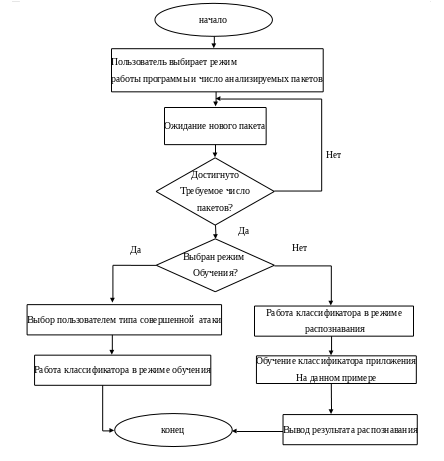 начало
Пользователь выбирает режим
работы программы и число анализируемых пакетов
Ожидание нового пакета
Нет
Достигнуто
Требуемое число
пакетов?
Да
Выбран режим
Обучения?
Да
Нет
Выбор пользователем типа совершенной атаки
Работа классификатора в режиме
распознавания
Работа классификатора в режиме обучения
Обучение классификатора приложения
На данном примере
конец
Вывод результата распознавания